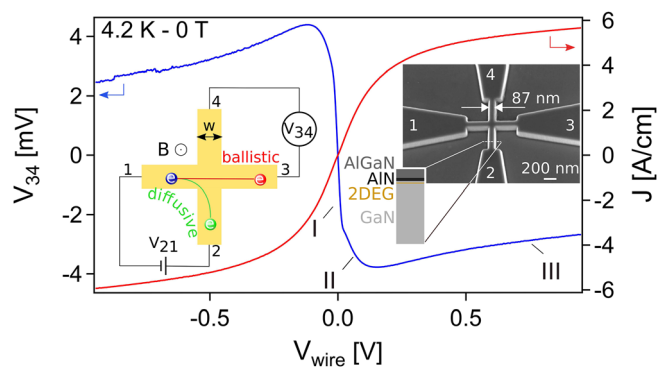 4.2 K - 0 T
V34 [mV]
4
2
0
-2
-4
J [A/cm]
6
4
2
0
-2
-4
-6
-0.5
0.0
0.5
Vwire [V]
4
w
B
V34
ballistic
1
3
e
e
diffusive
e
2
V21
I
II
III
4
87 nm
1
3
2
200 nm
AlGaN
AlN
2DEG
GaN